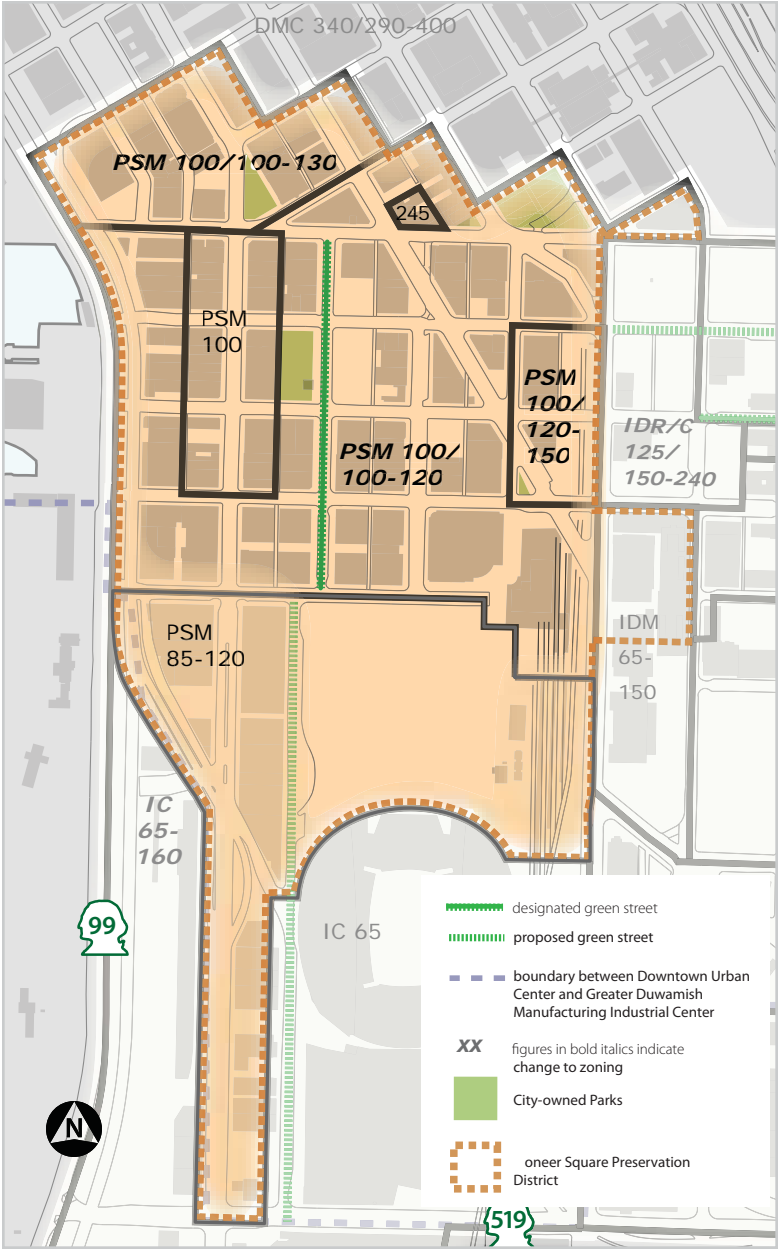 DMC 340/290-400
PSM 100/100-130
245
PSM
100
PSM
100/
120-
150
PSM 100/
100-120
IDR/C
125/
150-240
PSM
85-120
IDM
65-
150
IC
65-
160
99
IC 65
designated green street
proposed green street
boundary between Downtown Urban
Center and Greater Duwamish
Manufacturing Industrial Center
xx
figures in bold italics indicate
change to zoning
City-owned Parks
oneer Square Preservation
District
N
519